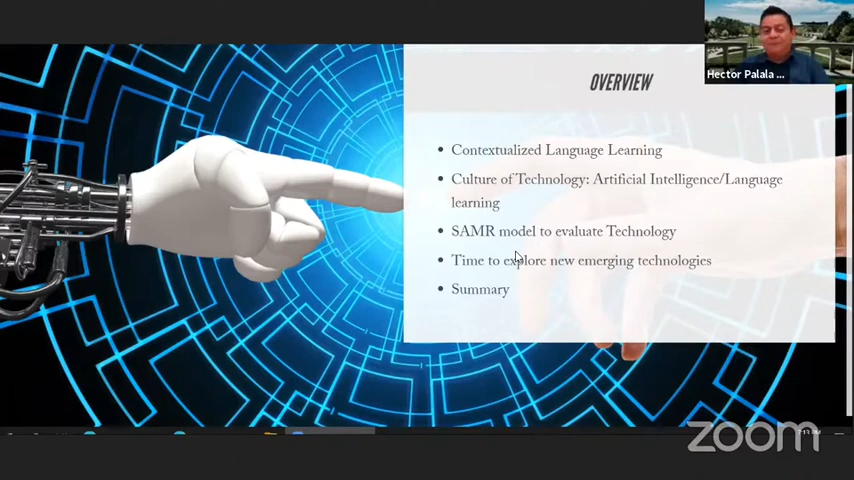 Hector Palala ...
OVERVIEW
• Contextualized Language Learning
• Culture of Technology: Artificial Intelligence/Language
learning
• SAMR model to evaluate Technology
• Time to explore new emerging technologies
• Summary
zoom